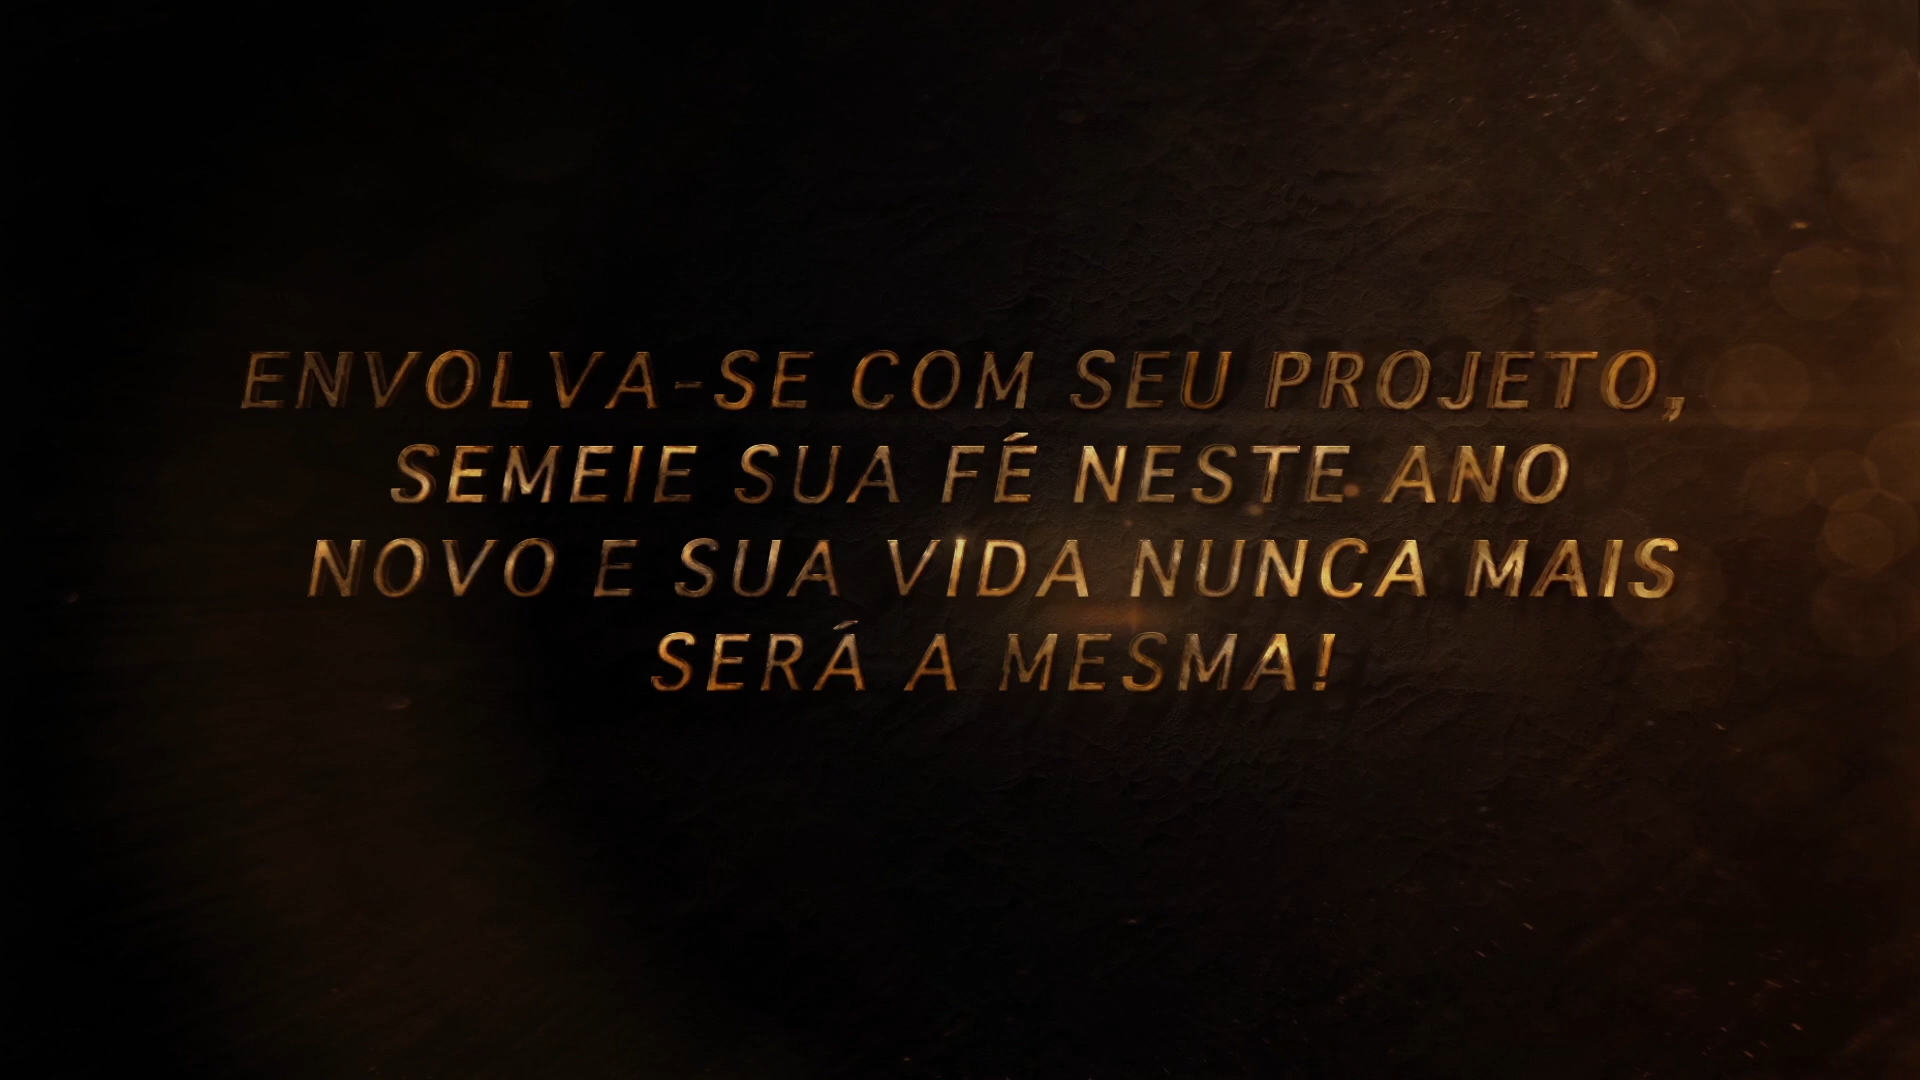 ENVOLVA-SE COM SEU PROJETO,
SEMEIE SUA FÉ NESTE ANO
NOVO E SUA VIDA NUNCA MAIS
SERÁ A MESMA!